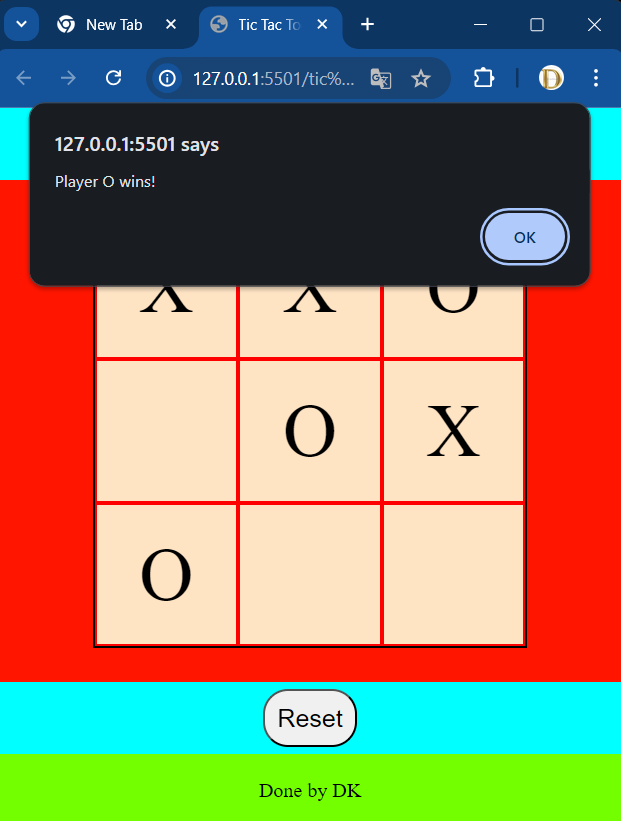 New Tab
Tic Tac To
127.0.0.1:5501/tic%...
127.0.0.1:5501 says
Player O wins!
OK
X X O
O X
O
Reset
Done by DK